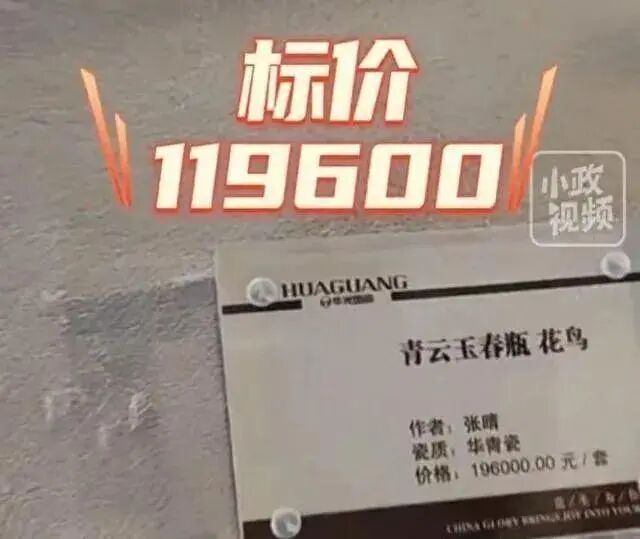 标价
119600
小政
视频
HUAGUANG
华光国瓷
青云玉春瓶 花鸟
作者：张晴
瓷质：华青瓷
价格：196000.00 元/套
CHINA GLORY BRINGS JOY INTO YOUR